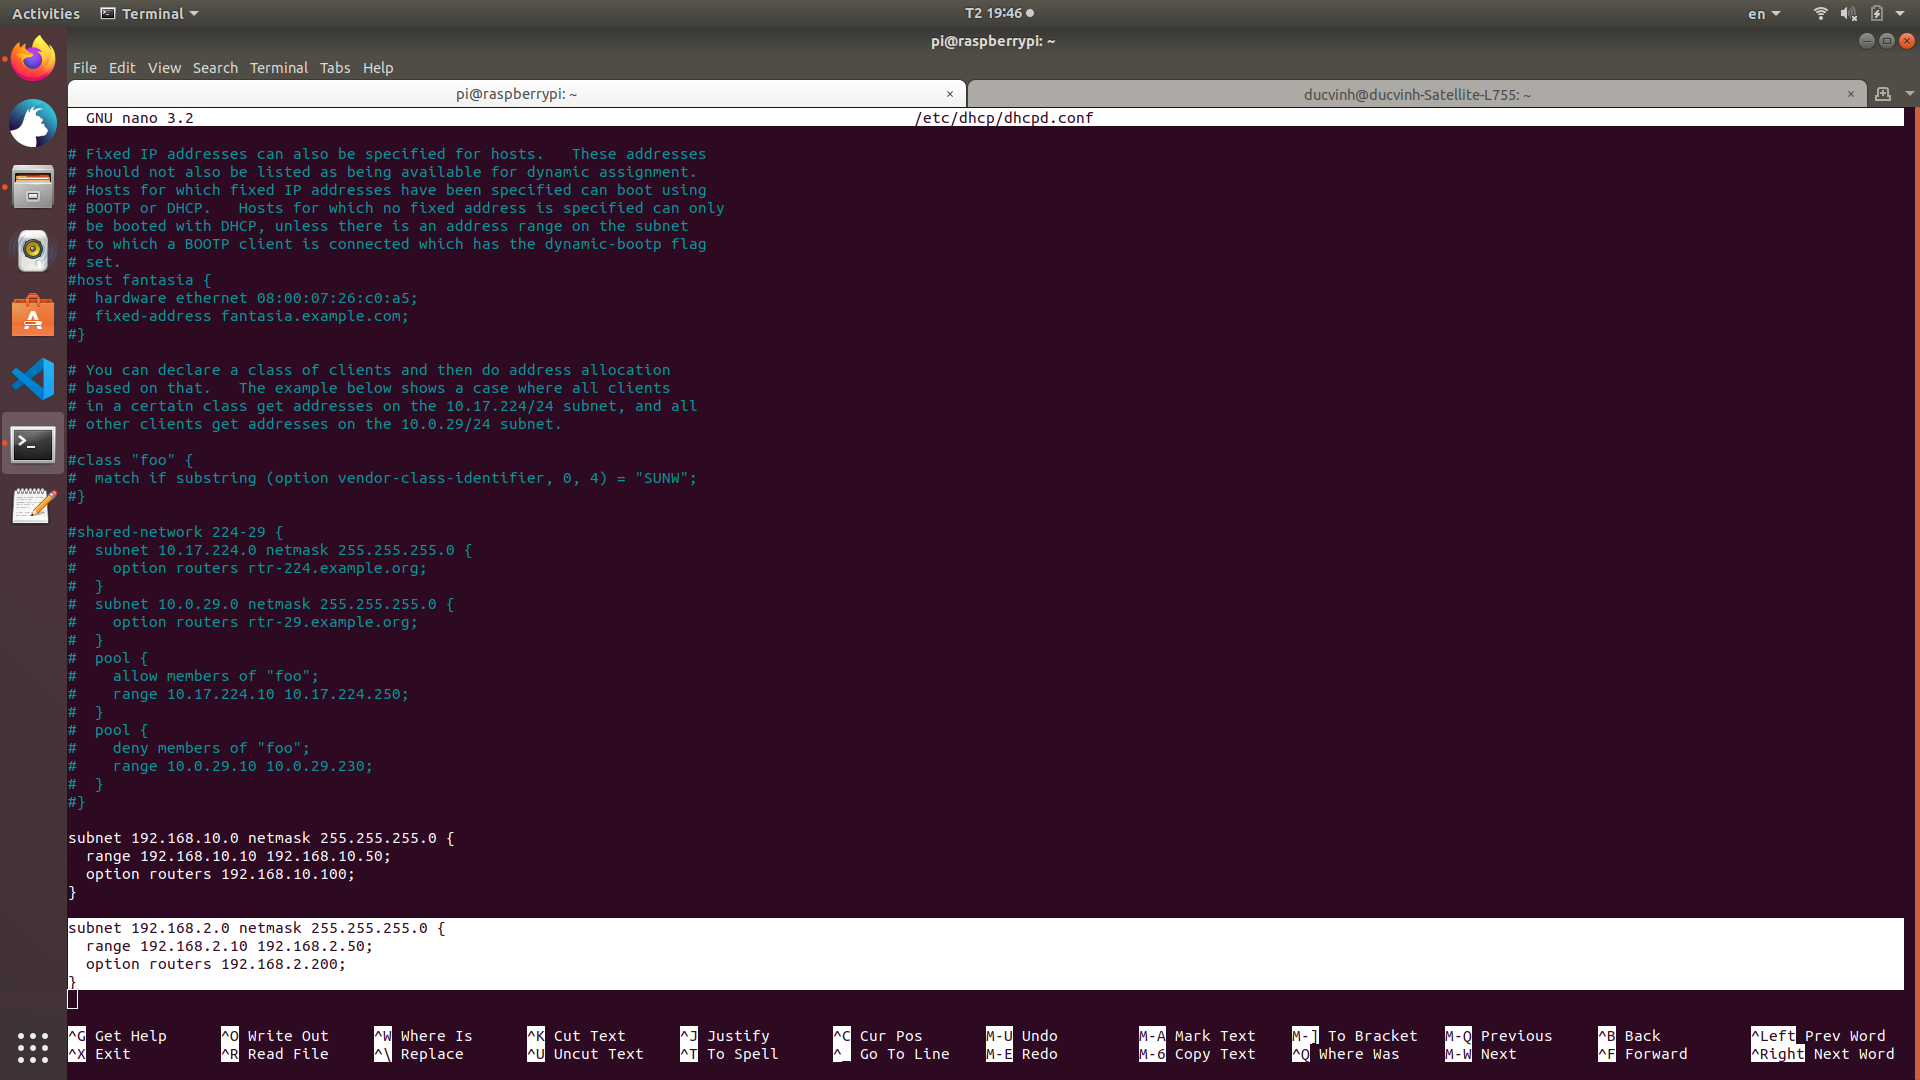 Activities Terminal T2 19:46 en
pi@raspberrypi: ~
File Edit View Search Terminal Tabs Help
pi@raspberrypi: ~ × ducvinh@ducvinh-Satellite-L755: ~ ×
GNU nano 3.2 /etc/dhcp/dhcpd.conf
# Fixed IP addresses can also be specified for hosts.   These addresses
# should not also be listed as being available for dynamic assignment.
# Hosts for which fixed IP addresses have been specified can boot using
# BOOTP or DHCP.   Hosts for which no fixed address is specified can only
# be booted with DHCP, unless there is an address range on the subnet
# to which a BOOTP client is connected which has the dynamic-bootp flag
# set.
#host fantasia {
#  hardware ethernet 08:00:07:26:c0:a5;
#  fixed-address fantasia.example.com;
#}
# You can declare a class of clients and then do address allocation
# based on that.   The example below shows a case where all clients
# in a certain class get addresses on the 10.17.224/24 subnet, and all
# other clients get addresses on the 10.0.29/24 subnet.
#class "foo" {
#  match if substring (option vendor-class-identifier, 0, 4) = "SUNW";
#}
#shared-network 224-29 {
#  subnet 10.17.224.0 netmask 255.255.255.0 {
#    option routers rtr-224.example.org;
#  }
#  subnet 10.0.29.0 netmask 255.255.255.0 {
#    option routers rtr-29.example.org;
#  }
#  pool {
#    allow members of "foo";
#    range 10.17.224.10 10.17.224.250;
#  }
#  pool {
#    deny members of "foo";
#    range 10.0.29.10 10.0.29.230;
#  }
#}
subnet 192.168.10.0 netmask 255.255.255.0 {
  range 192.168.10.10 192.168.10.50;
  option routers 192.168.10.100;
}
subnet 192.168.2.0 netmask 255.255.255.0 {
  range 192.168.2.10 192.168.2.50;
  option routers 192.168.2.200;
}
^G Get Help ^O Write Out ^W Where Is ^K Cut Text ^J Justify ^C Cur Pos M-U Undo M-A Mark Text M-] To Bracket M-Q Previous ^B Back ^Left Prev Word
^X Exit ^R Read File ^\ Replace ^U Uncut Text ^T To Spell ^_ Go To Line M-E Redo M-6 Copy Text ^Q Where Was M-W Next ^F Forward ^Right Next Word